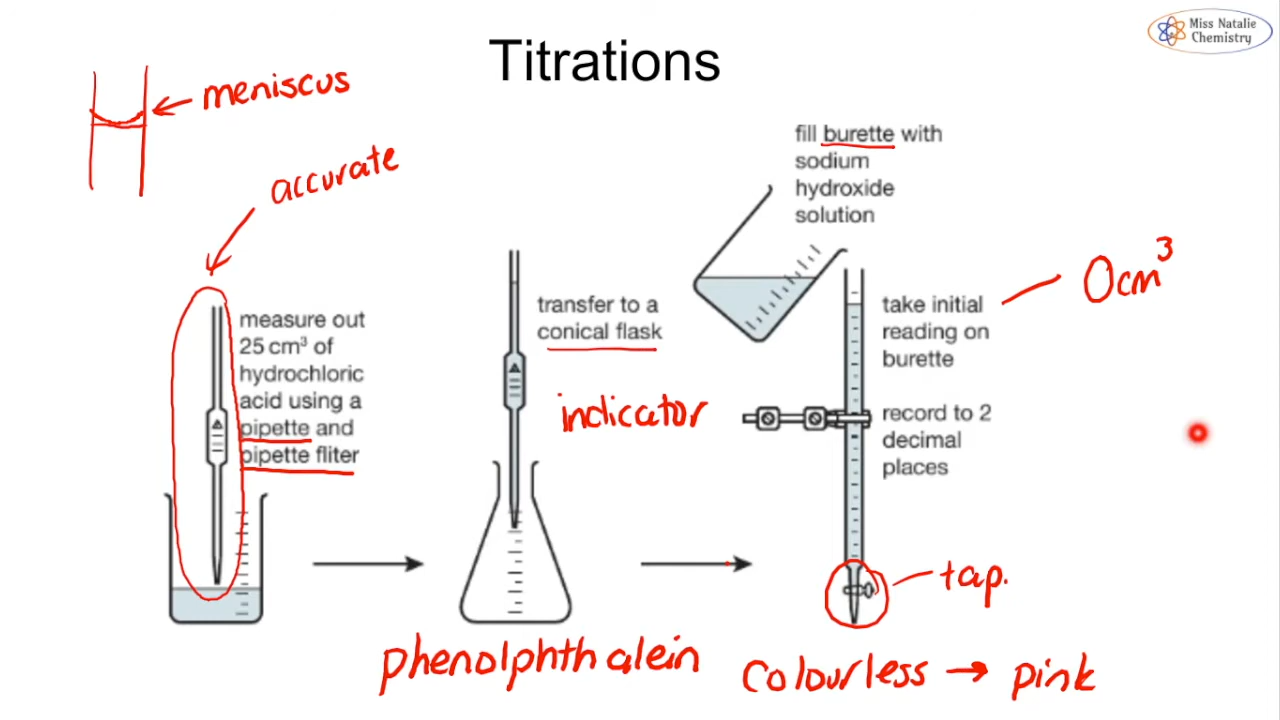 Miss Natalie
Chemistry
Titrations
meniscus
accurate
measure out
25 cm³ of
hydrochloric
acid using a
pipette and
pipette fliter
transfer to a
conical flask
indicator
phenolphthalein
fill burette with
sodium
hydroxide
solution
take initial
reading on
burette
0cm³
record to 2
decimal
places
tap.
colourless → pink